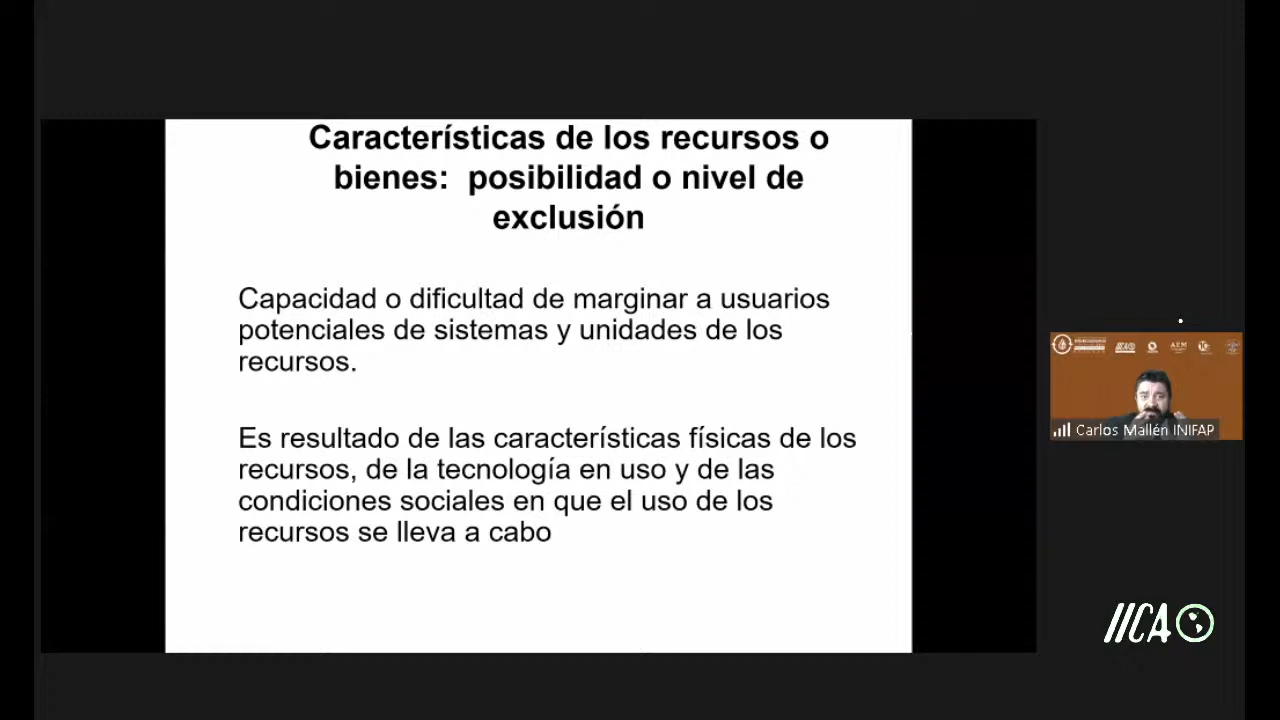 Características de los recursos o
bienes: posibilidad o nivel de
exclusión
Capacidad o dificultad de marginar a usuarios
potenciales de sistemas y unidades de los
recursos.
Es resultado de las características físicas de los
recursos, de la tecnología en uso y de las
condiciones sociales en que el uso de los
recursos se lleva a cabo
IICA
AEM
Carlos Mallén INIFAP
IICA